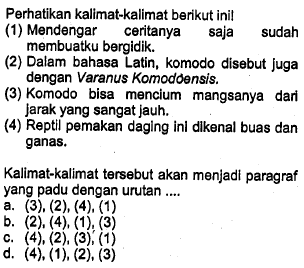 Perhatikan kalimat-kalimat berikut ini!
(1) Mendengar ceritanya saja sudah
membuatku bergidik.
(2) Dalam bahasa Latin, komodo disebut juga
dengan Varanus Komodoensis.
(3) Komodo bisa mencium mangsanya dari
jarak yang sangat jauh.
(4) Reptil pemakan daging ini dikenal buas dan
ganas.
Kalimat-kalimat tersebut akan menjadi paragraf
yang padu dengan urutan ....
a. (3), (2), (4), (1)
b. (2), (4), (1), (3)
c. (4), (2), (3), (1)
d. (4), (1), (2), (3)